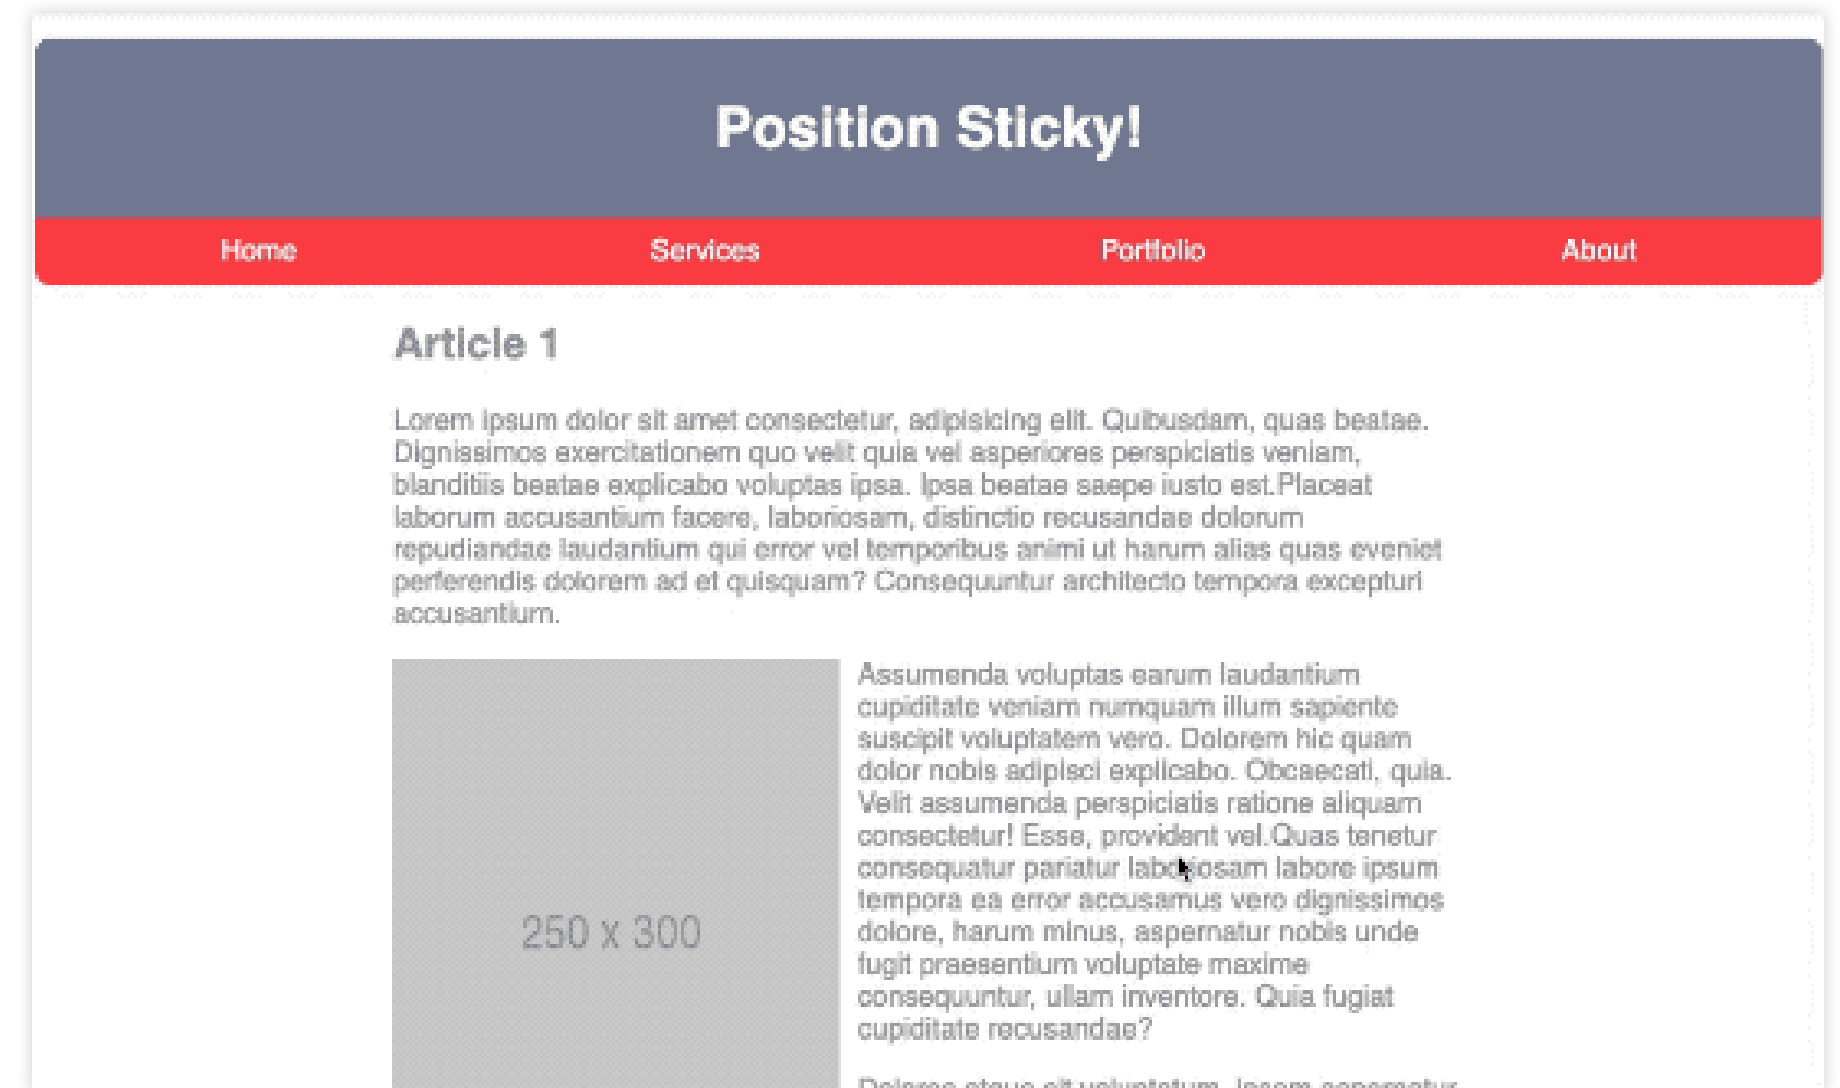 Position Sticky!
Home Services Portfolio About
Article 1
Lorem ipsum dolor sit amet consectetur, adipisicing elit. Quibusdam, quas beatae.
Dignissimos exercitationem quo velit quia vel asperiores perspiciatis veniam,
blanditiis beatae explicabo voluptas ipsa. Ipsa beatae saepe iusto est.Placeat
laborum accusantium facere, laboriosam, distinctio recusandae dolorum
repudiandae laudantium qui error vel temporibus animi ut harum alias quas eveniet
perferendis dolorem ad et quisquam? Consequuntur architecto tempora excepturi
accusantium.
250 x 300
Assumenda voluptas earum laudantium
cupiditate veniam numquam illum sapiente
suscipit voluptatem vero. Dolorem hic quam
dolor nobis adipisci explicabo. Obcaecati, quia.
Velit assumenda perspiciatis ratione aliquam
consectetur! Esse, provident vel.Quas tenetur
consequatur pariatur laboriosam labore ipsum
tempora ea error accusamus vero dignissimos
dolore, harum minus, aspernatur nobis unde
fugit praesentium voluptate maxime
consequuntur, ullam inventore. Quia fugiat
cupiditate recusandae?